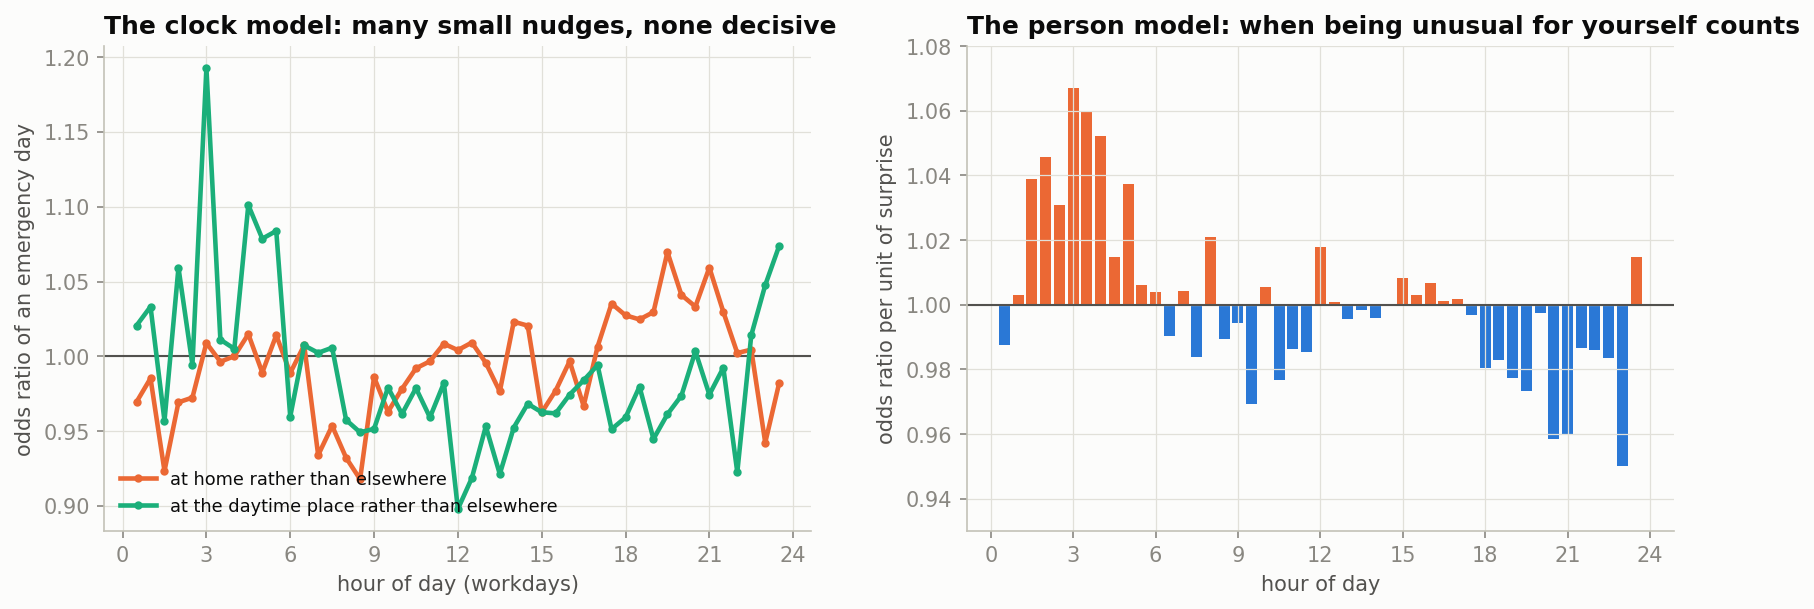 The clock model: many small nudges, none decisive
odds ratio of an emergency day
1.20
1.15
1.10
1.05
1.00
0.95
0.90
at home rather than elsewhere
at the daytime place rather than elsewhere
0 3 6 9 12 15 18 21 24
hour of day (workdays)
The person model: when being unusual for yourself counts
odds ratio per unit of surprise
1.08
1.06
1.04
1.02
1.00
0.98
0.96
0.94
0 3 6 9 12 15 18 21 24
hour of day